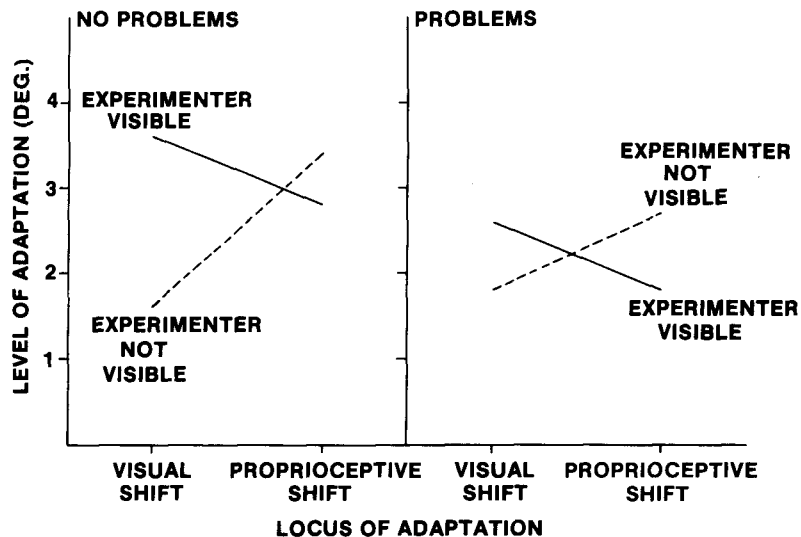 NO PROBLEMS
PROBLEMS
LEVEL OF ADAPTATION (DEG.)
4
3
2
1
EXPERIMENTER
VISIBLE
EXPERIMENTER
NOT
VISIBLE
EXPERIMENTER
NOT
VISIBLE
EXPERIMENTER
VISIBLE
VISUAL
SHIFT
PROPRIOCEPTIVE
SHIFT
VISUAL
SHIFT
PROPRIOCEPTIVE
SHIFT
LOCUS OF ADAPTATION